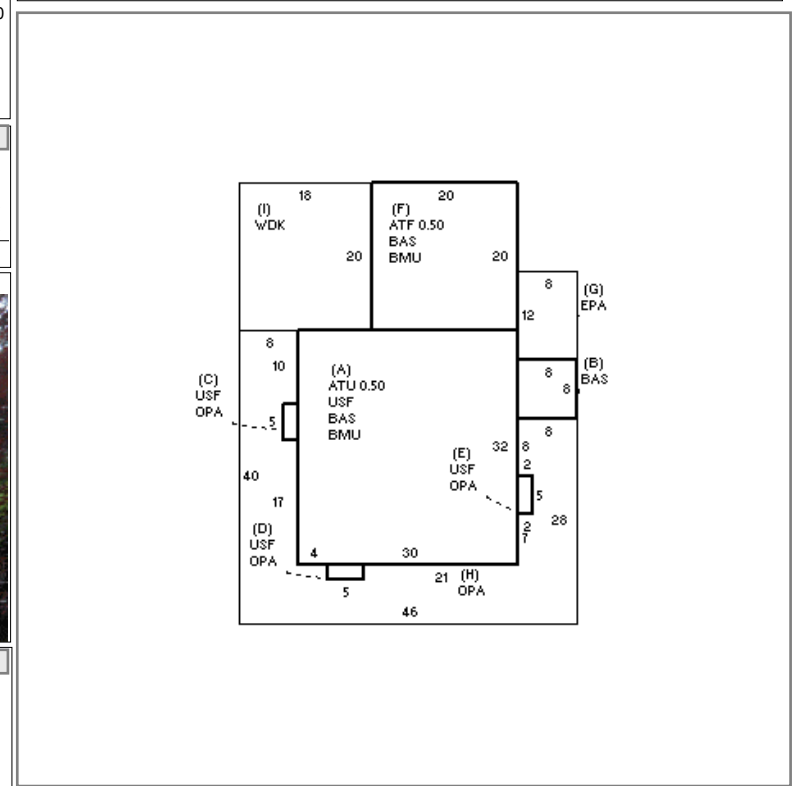 18
20
(I)
WDK
20
(F)
ATF 0.50
BAS
BMU
20
8
(G)
EPA
12
8
(B)
BAS
8
8
10
(C)
USF
OPA
5
(A)
ATU 0.50
USF
BAS
BMU
32
8
8
2
(E)
USF
OPA
5
2
7
28
40
17
(D)
USF
OPA
4
30
5
21
(H)
OPA
46